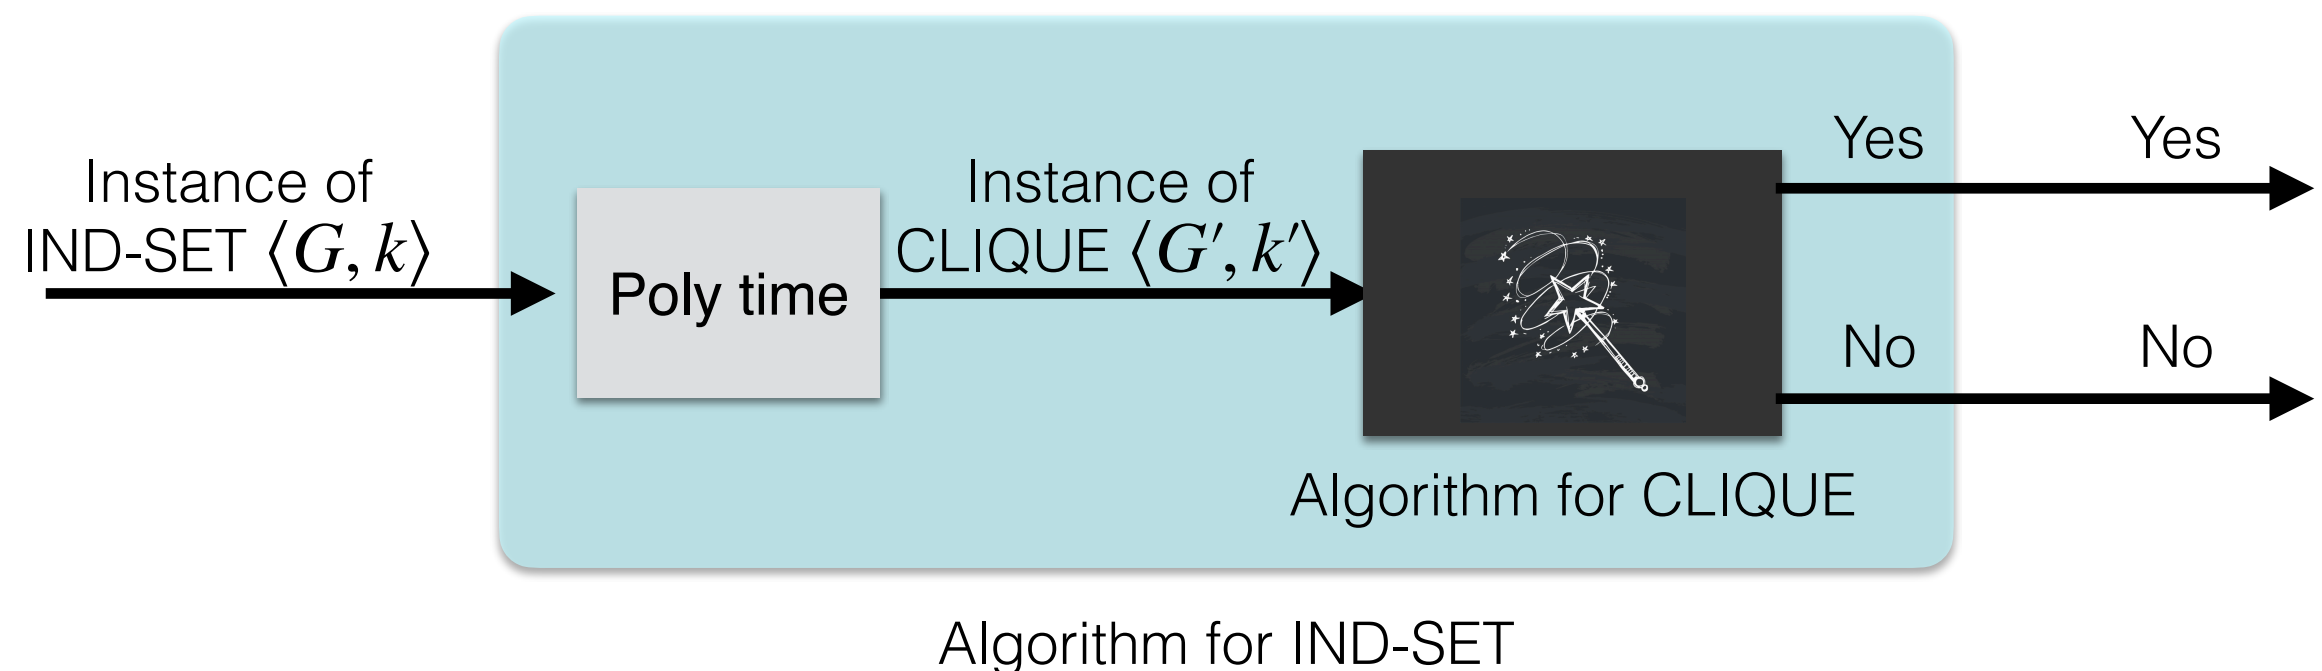 Instance of
IND-SET ⟨G, k⟩
Poly time
Instance of
CLIQUE ⟨G′, k′⟩
Yes
Yes
No
No
Algorithm for CLIQUE
Algorithm for IND-SET